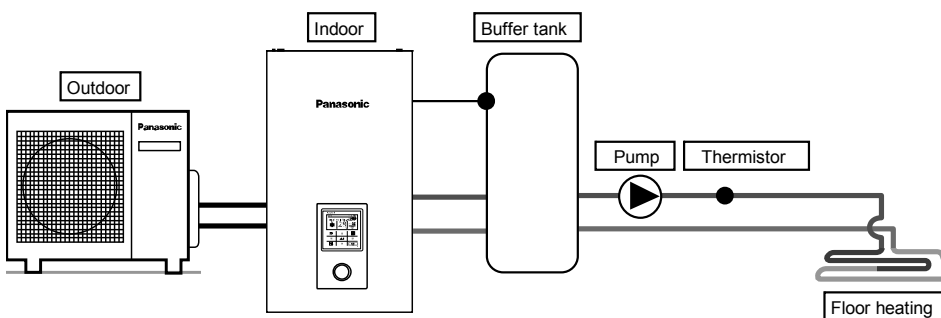 Indoor
Buffer tank
Outdoor
Panasonic
Panasonic
Pump
Thermistor
Floor heating